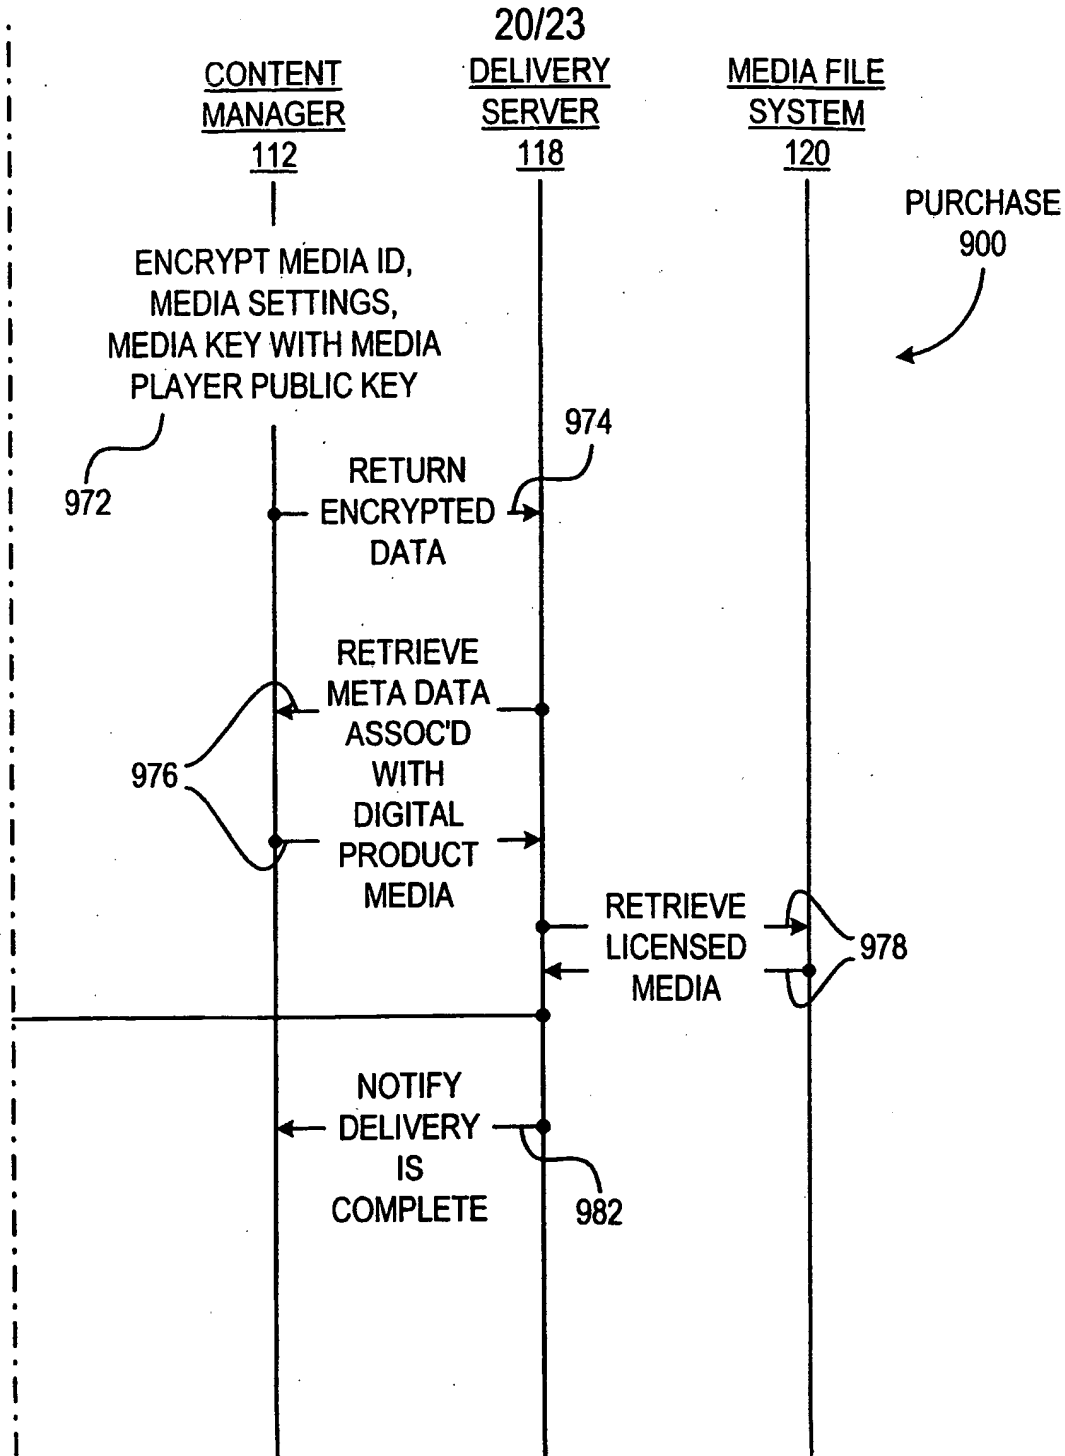 20/23
CONTENT
MANAGER
112
DELIVERY
SERVER
118
MEDIA FILE
SYSTEM
120
PURCHASE
900
ENCRYPT MEDIA ID,
MEDIA SETTINGS,
MEDIA KEY WITH MEDIA
PLAYER PUBLIC KEY
972
974
RETURN
ENCRYPTED
DATA
RETRIEVE
META DATA
ASSOC'D
WITH
DIGITAL
PRODUCT
MEDIA
976
RETRIEVE
LICENSED
MEDIA
978
NOTIFY
DELIVERY
IS
COMPLETE
982